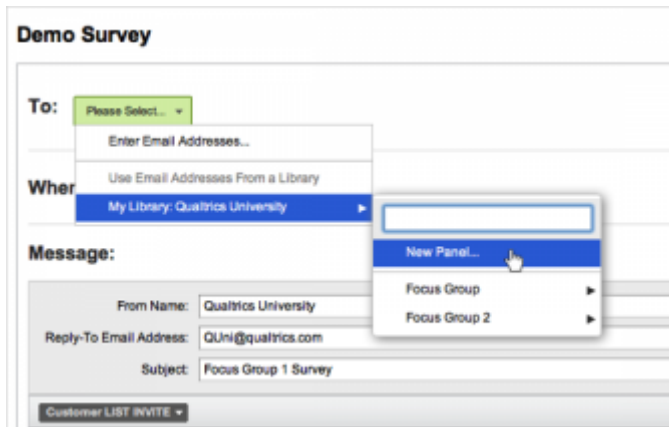 Demo Survey
To: Please Select...
Enter Email Addresses...
Use Email Addresses From a Library
When
My Library: Qualtrics University
New Panel...
Message:
Focus Group
Focus Group 2
From Name: Qualtrics University
Reply-To Email Address: QUni@qualtrics.com
Subject: Focus Group 1 Survey
Customer LIST INVITE